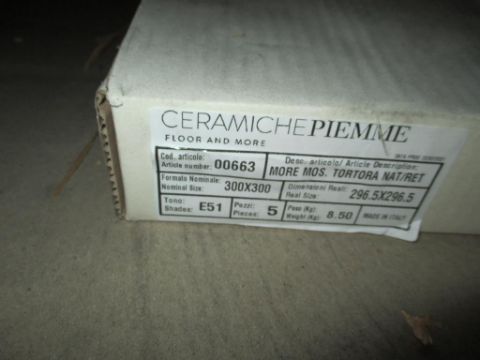 CERAMICHEPIEMME
FLOOR AND MORE
Cod. articolo: Article number: 00663
Desc. articolo/ Article Description: MORE MOS. TORTORA NAT/RET
Formato Nominale: Nominal Size: 300X300
Dimensioni Reali: Real Size: 296.5X296.5
Tono: Shades: E51
Pezzi: Pieces: 5
Peso (Kg): Weight (Kg): 8.50
MADE IN ITALY